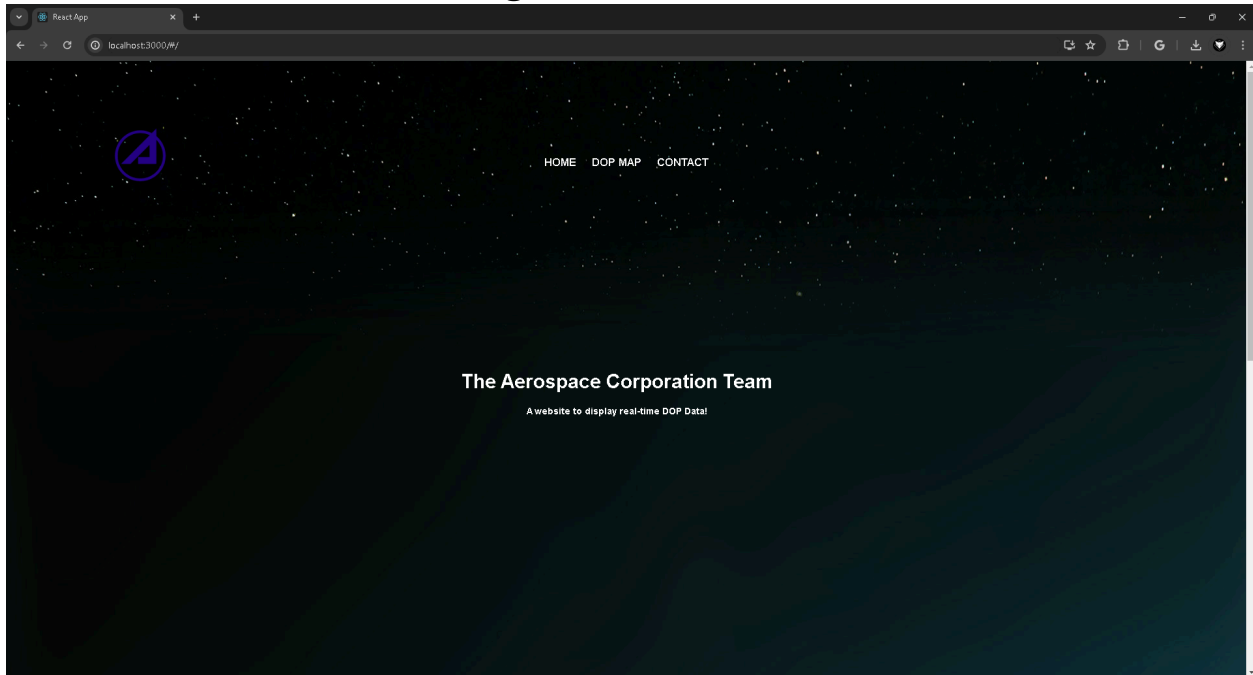 React App
localhost:3000/#/
G
HOME DOP MAP CONTACT
The Aerospace Corporation Team
A website to display real-time DOP Data!